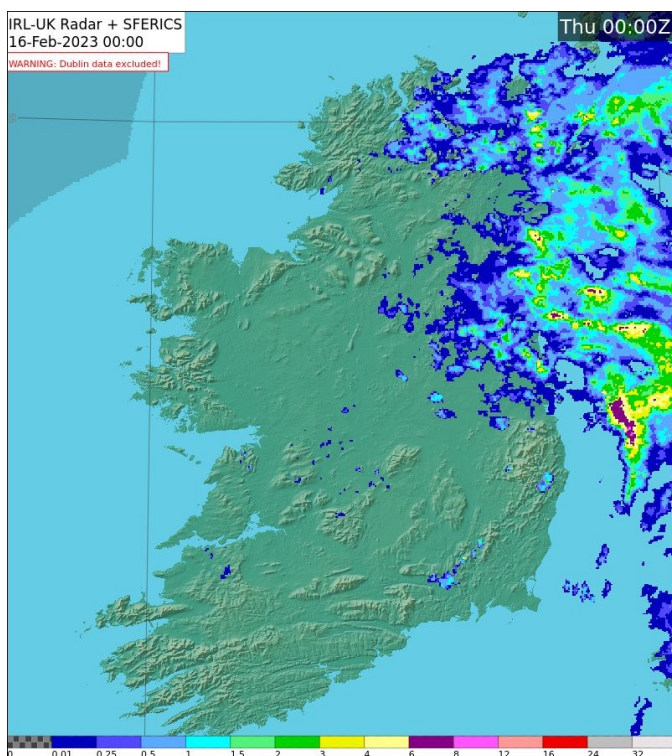 IRL-UK Radar + SFERICS
16-Feb-2023 00:00
WARNING: Dublin data excluded!
Thu 00:00Z
0 0.01 0.25 0.5 1 1.5 2 3 4 6 8 12 16 24 32